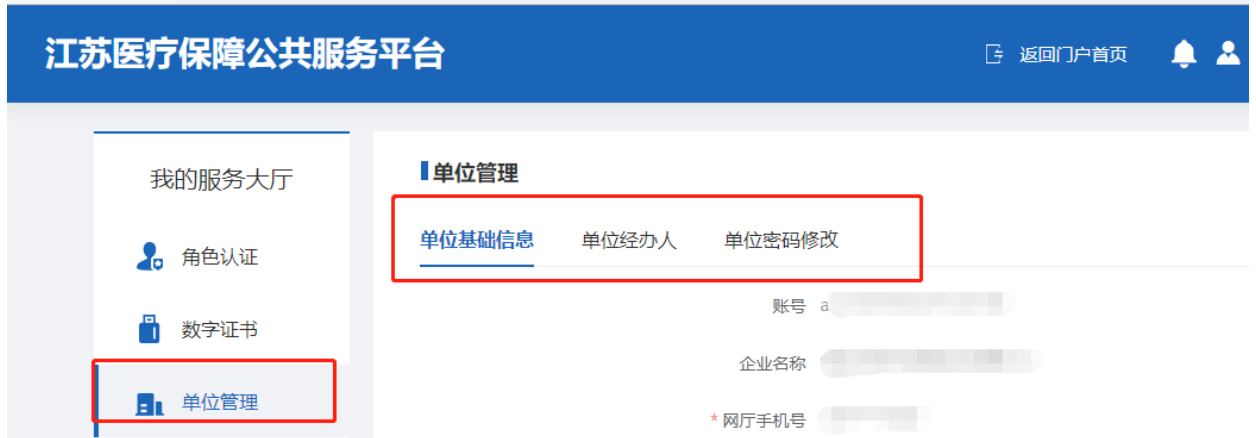 江苏医疗保障公共服务平台
返回门户首页
我的服务大厅
角色认证
数字证书
单位管理
单位管理
单位基础信息 单位经办人 单位密码修改
账号 a
企业名称
* 网厅手机号